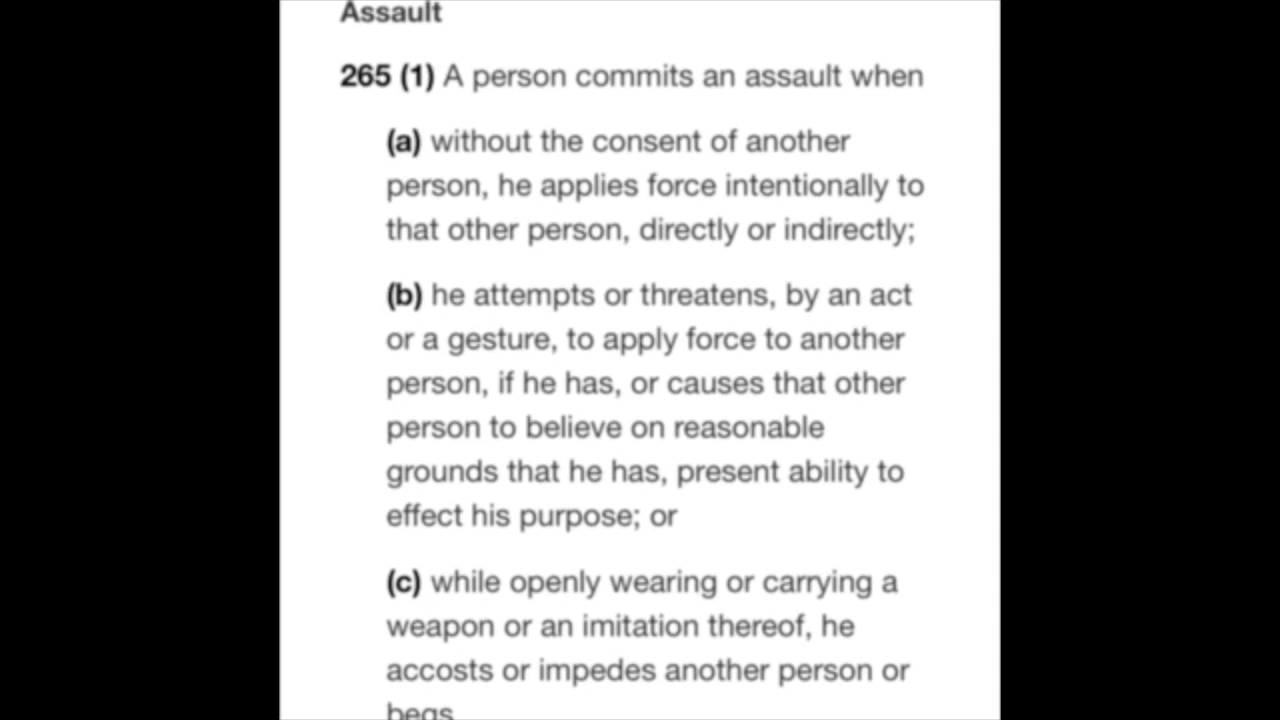 Assault
265 (1) A person commits an assault when
(a) without the consent of another
person, he applies force intentionally to
that other person, directly or indirectly;
(b) he attempts or threatens, by an act
or a gesture, to apply force to another
person, if he has, or causes that other
person to believe on reasonable
grounds that he has, present ability to
effect his purpose; or
(c) while openly wearing or carrying a
weapon or an imitation thereof, he
accosts or impedes another person or
begs.